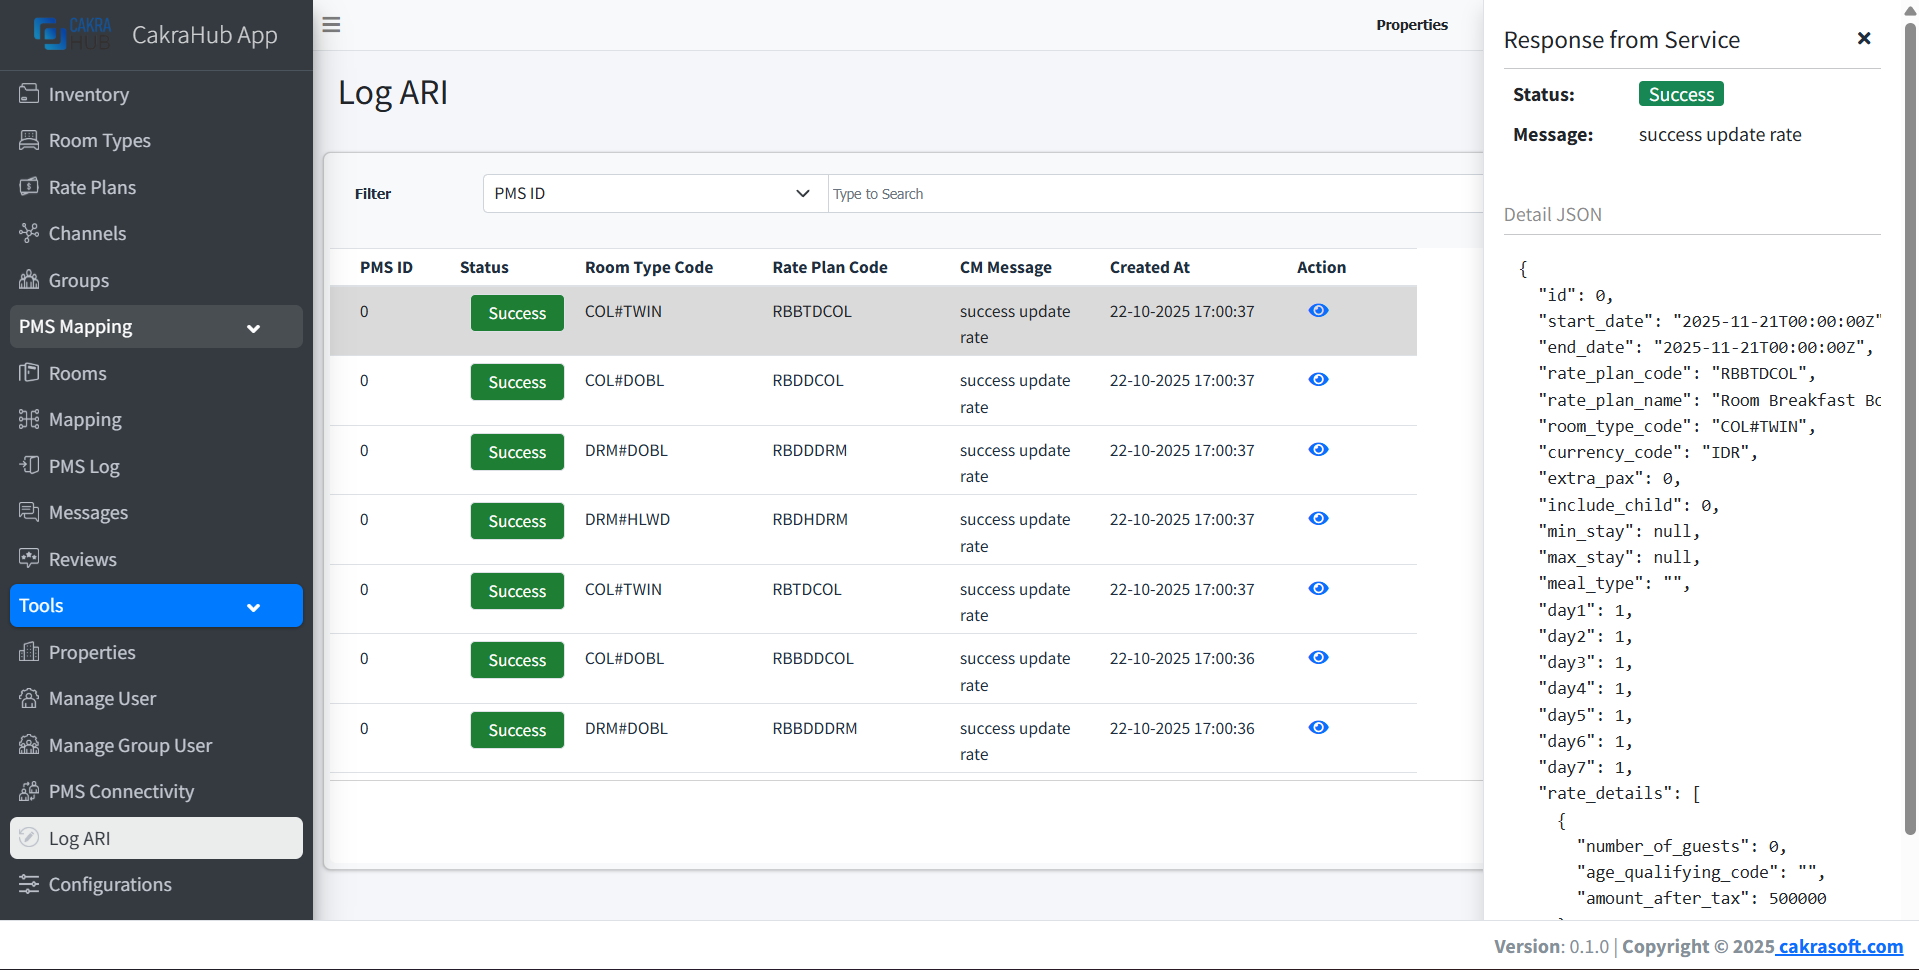 CAKRA
HUB
CakraHub App
Inventory
Room Types
Rate Plans
Channels
Groups
PMS Mapping
Rooms
Mapping
PMS Log
Messages
Reviews
Tools
Properties
Manage User
Manage Group User
PMS Connectivity
Log ARI
Configurations
Properties
Log ARI
Filter
PMS ID
Type to Search
PMS ID Status Room Type Code Rate Plan Code CM Message Created At Action
0 Success COL#TWIN RBBTDCOL success update 22-10-2025 17:00:37
rate
0 Success COL#DOBL RBDDCOL success update 22-10-2025 17:00:37
rate
0 Success DRM#DOBL RBDDDRM success update 22-10-2025 17:00:37
rate
0 Success DRM#HLWD RBDHDRM success update 22-10-2025 17:00:37
rate
0 Success COL#TWIN RBTDCOL success update 22-10-2025 17:00:37
rate
0 Success COL#DOBL RBBDDCOL success update 22-10-2025 17:00:36
rate
0 Success DRM#DOBL RBBDDDRM success update 22-10-2025 17:00:36
rate
Response from Service
Status: Success
Message: success update rate
Detail JSON
{
"id": 0,
"start_date": "2025-11-21T00:00:00Z"
"end_date": "2025-11-21T00:00:00Z",
"rate_plan_code": "RBBTDCOL",
"rate_plan_name": "Room Breakfast Bo
"room_type_code": "COL#TWIN",
"currency_code": "IDR",
"extra_pax": 0,
"include_child": 0,
"min_stay": null,
"max_stay": null,
"meal_type": "",
"day1": 1,
"day2": 1,
"day3": 1,
"day4": 1,
"day5": 1,
"day6": 1,
"day7": 1,
"rate_details": [
{
"number_of_guests": 0,
"age_qualifying_code": "",
"amount_after_tax": 500000
Version: 0.1.0 | Copyright © 2025 cakrasoft.com